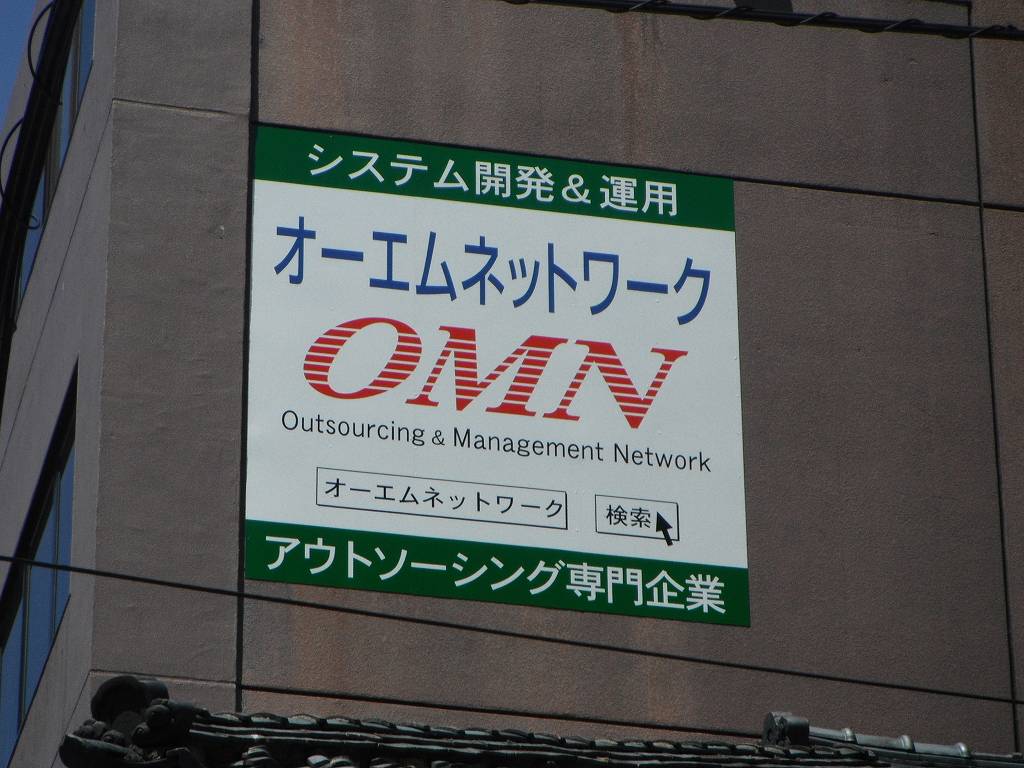 システム開発＆運用
オーエムネットワーク
OMN
Outsourcing & Management Network
オーエムネットワーク 検索
アウトソーシング専門企業